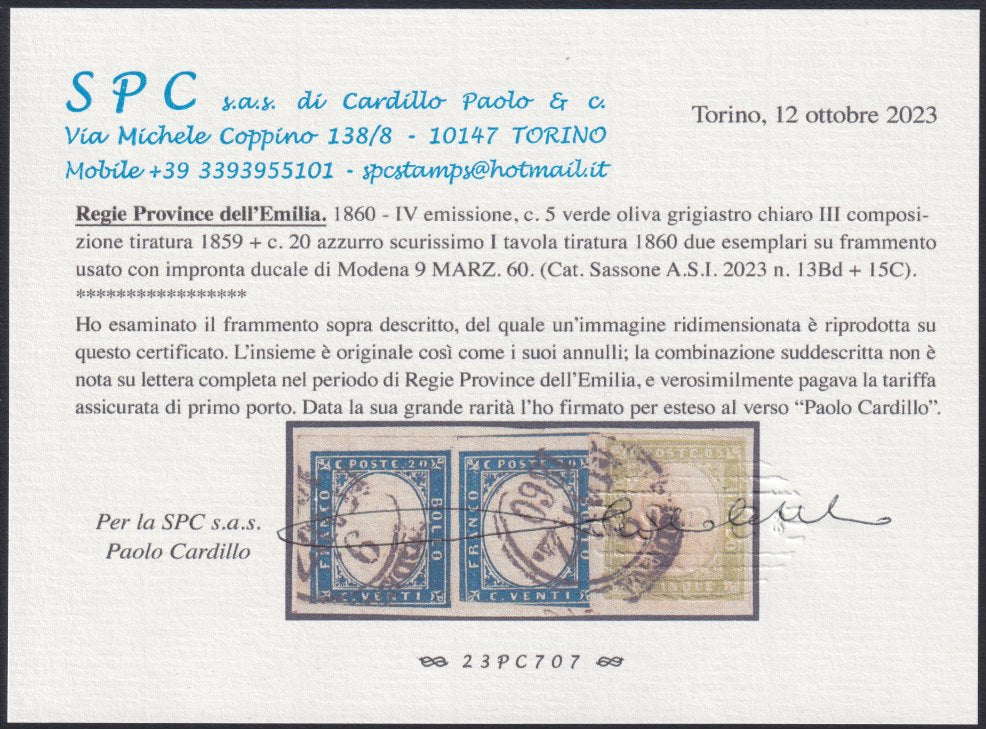 SPC s.a.s. di Cardillo Paolo & c.
Via Michele Coppino 138/8 - 10147 TORINO
Mobile +39 3393955101 - spcstamps@hotmail.it
Torino, 12 ottobre 2023
Regie Province dell'Emilia. 1860 - IV emissione, c. 5 verde oliva grigiastro chiaro III composi-
zione tiratura 1859 + c. 20 azzurro scurissimo I tavola tiratura 1860 due esemplari su frammento
usato con impronta ducale di Modena 9 MARZ. 60. (Cat. Sassone A.S.I. 2023 n. 13Bd + 15C).
*****************
Ho esaminato il frammento sopra descritto, del quale un'immagine ridimensionata è riprodotta su
questo certificato. L'insieme è originale così come i suoi annulli; la combinazione suddescritta non è
nota su lettera completa nel periodo di Regie Province dell'Emilia, e verosimilmente pagava la tariffa
assicurata di primo porto. Data la sua grande rarità l'ho firmato per esteso al verso “Paolo Cardillo”.
C POSTE. 20
FRANCO
BOLLO
C. VENTI
C POSTE. 20
FRANCO
C. VENTI
Per la SPC s.a.s.
Paolo Cardillo
23PC707